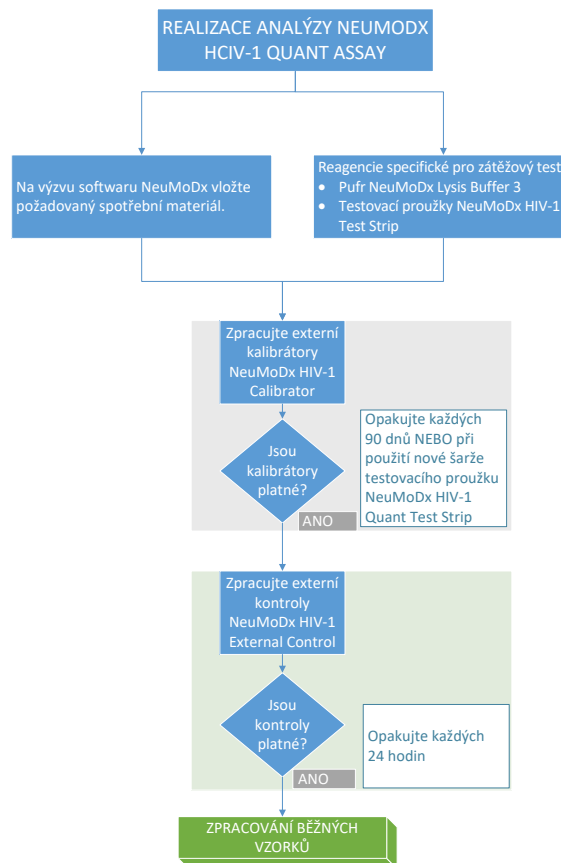 REALIZACE ANALÝZY NEUMODX
HCIV-1 QUANT ASSAY
Na výzvu softwaru NeuMoDx vložte
požadovaný spotřební materiál.
Reagencie specifické pro zátěžový test
• Pufr NeuMoDx Lysis Buffer 3
• Testovací proužky NeuMoDx HIV-1
Test Strip
Zpracujte externí
kalibrátory
NeuMoDx HIV-1
Calibrator
Jsou
kalibrátory
platné?
Opakujte každých
90 dnů NEBO při
použití nové šarže
testovacího proužku
NeuMoDx HIV-1
Quant Test Strip
ANO
Zpracujte externí
kontroly
NeuMoDx HIV-1
External Control
Jsou
kontroly
platné?
Opakujte každých
24 hodin
ANO
ZPRACOVÁNÍ BĚŽNÝCH
VZORKŮ